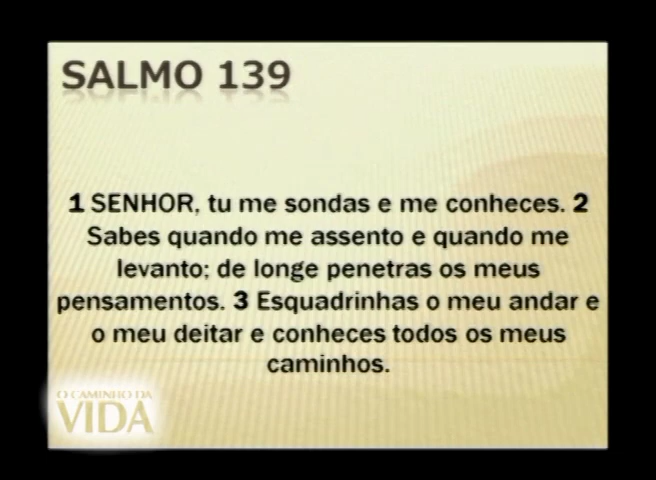 SALMO 139
1 SENHOR, tu me sondas e me conheces. 2
Sabes quando me assento e quando me
levanto; de longe penetras os meus
pensamentos. 3 Esquadrinhas o meu andar e
o meu deitar e conheces todos os meus
caminhos.
O CAMINHO DA
VIDA